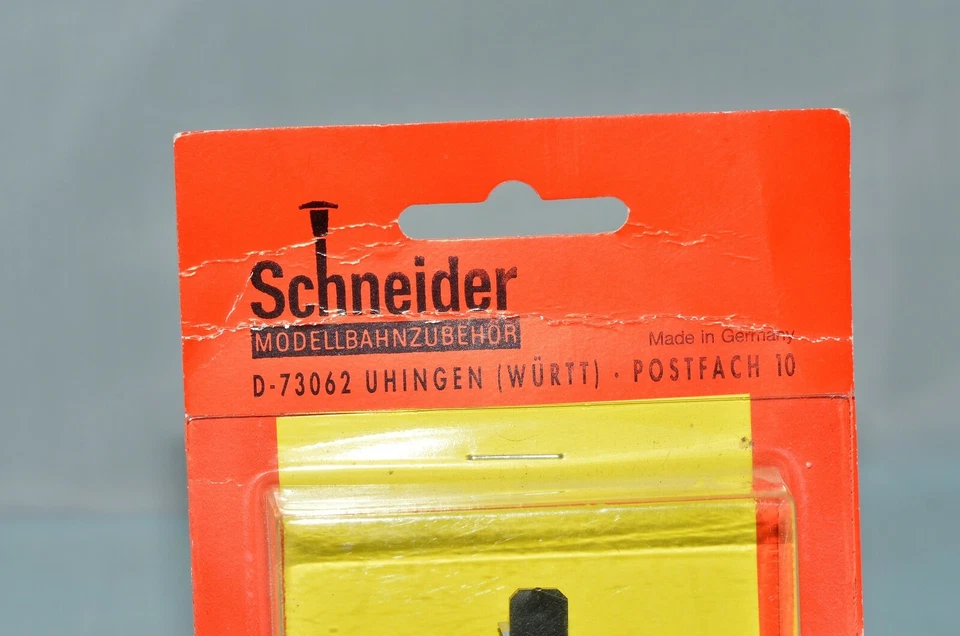 Schneider
MODELLBAHNZUBEHÖR
Made in Germany
D-73062 UHINGEN (WÜRTT) · POSTFACH 10